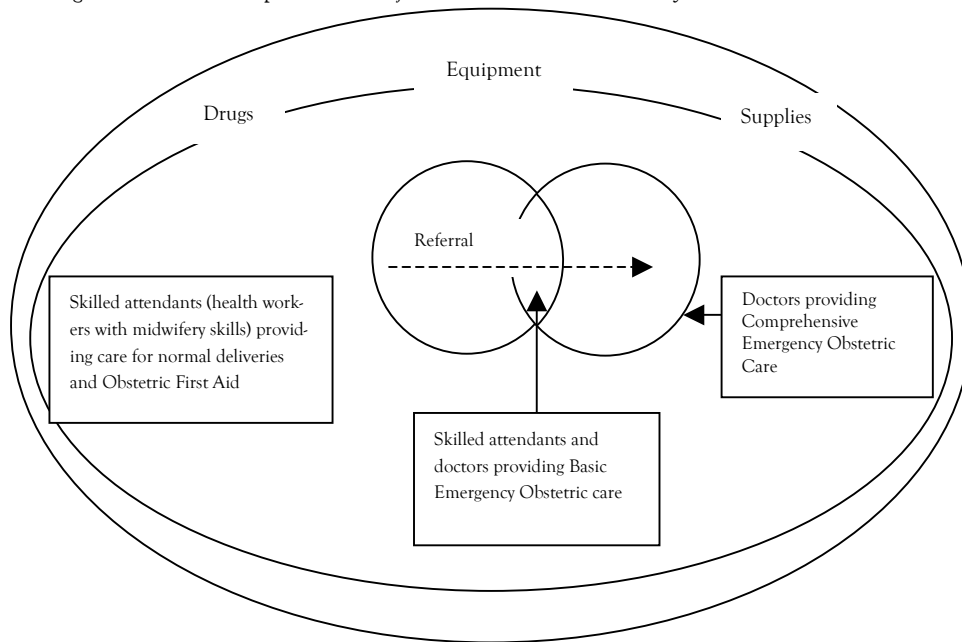 Equipment
Drugs
Supplies
Referral
Skilled attendants (health work-
ers with midwifery skills) provid-
ing care for normal deliveries
and Obstetric First Aid
Doctors providing
Comprehensive
Emergency Obstetric
Care
Skilled attendants and
doctors providing Basic
Emergency Obstetric care